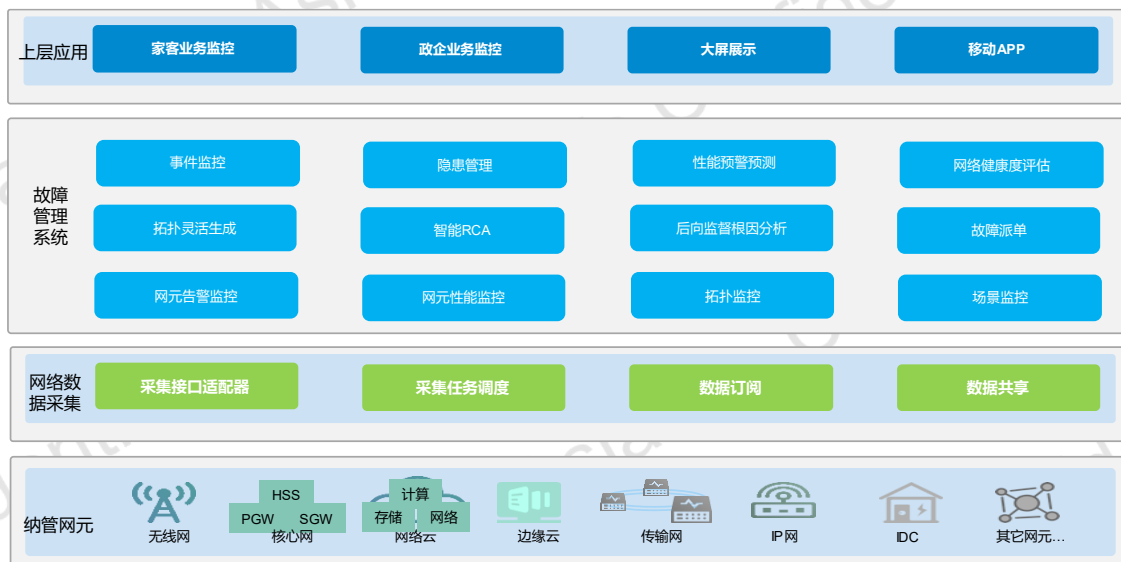 上层应用
家客业务监控
政企业务监控
大屏展示
移动APP
故障
管理
系统
事件监控
隐患管理
性能预警预测
网络健康度评估
拓扑灵活生成
智能RCA
后向监督根因分析
故障派单
网元告警监控
网元性能监控
拓扑监控
场景监控
网络数
据采集
采集接口适配器
采集任务调度
数据订阅
数据共享
纳管网元
无线网
HSS
PGW
SGW
核心网
计算
存储
网络
网络云
边缘云
传输网
IP网
IDC
其它网元...